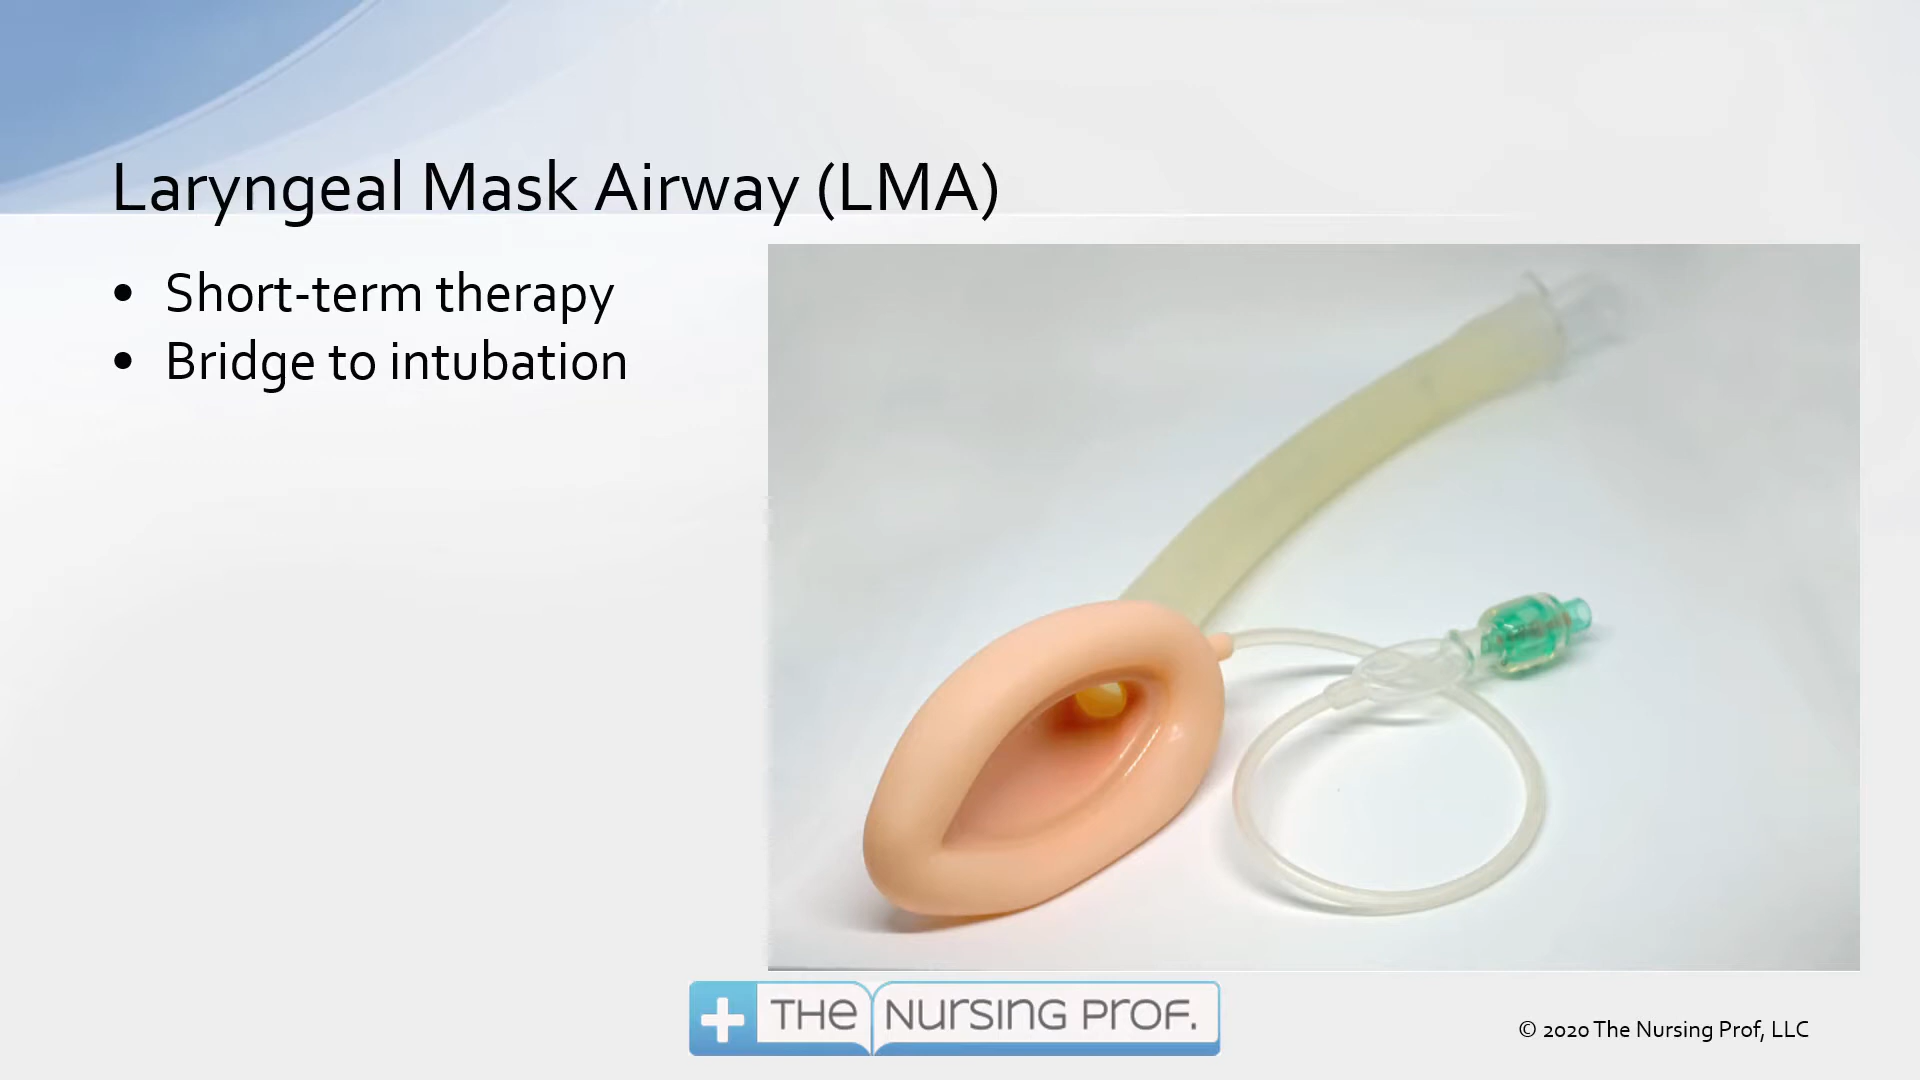 Laryngeal Mask Airway (LMA)
• Short-term therapy
• Bridge to intubation
THE NURSING PROF.
© 2020 The Nursing Prof, LLC